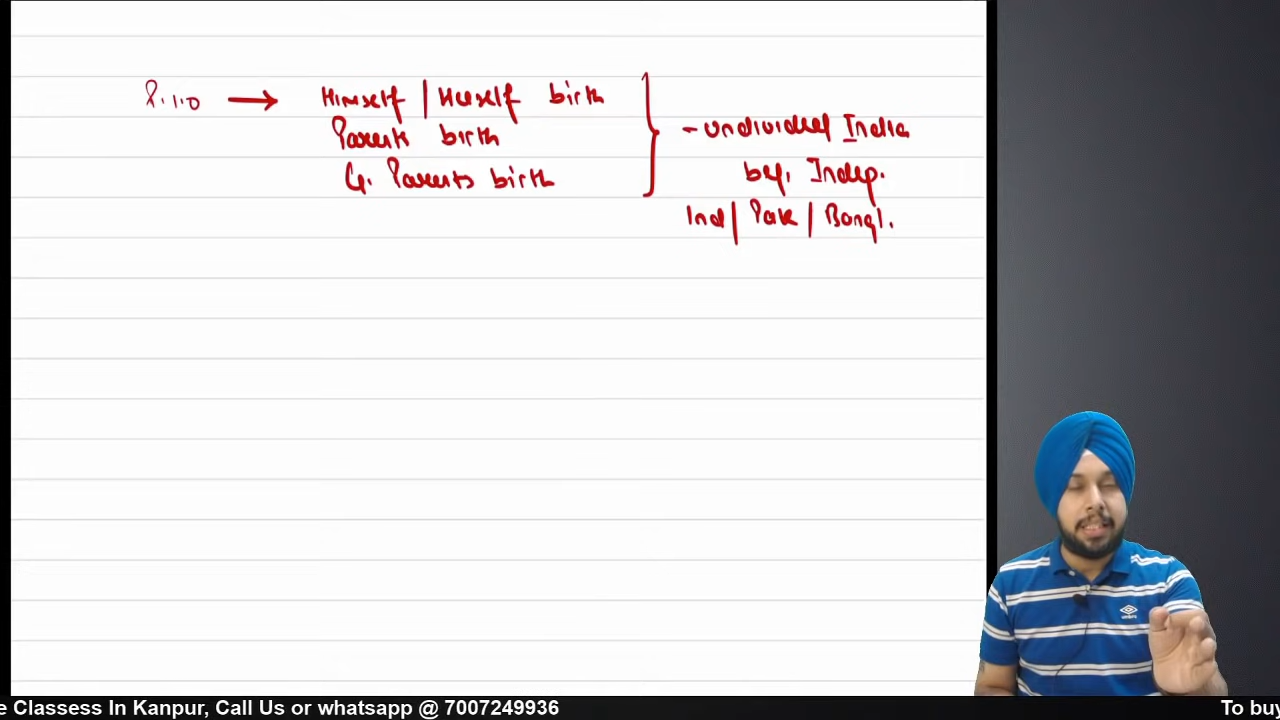 P.I.O → Himself / Herself birth
Parents birth
G. Parents birth
- undivided India
bef. Indep.
Ind / Pak / Bangl.
umbro
e Classess In Kanpur, Call Us or whatsapp @ 7007249936
To buy